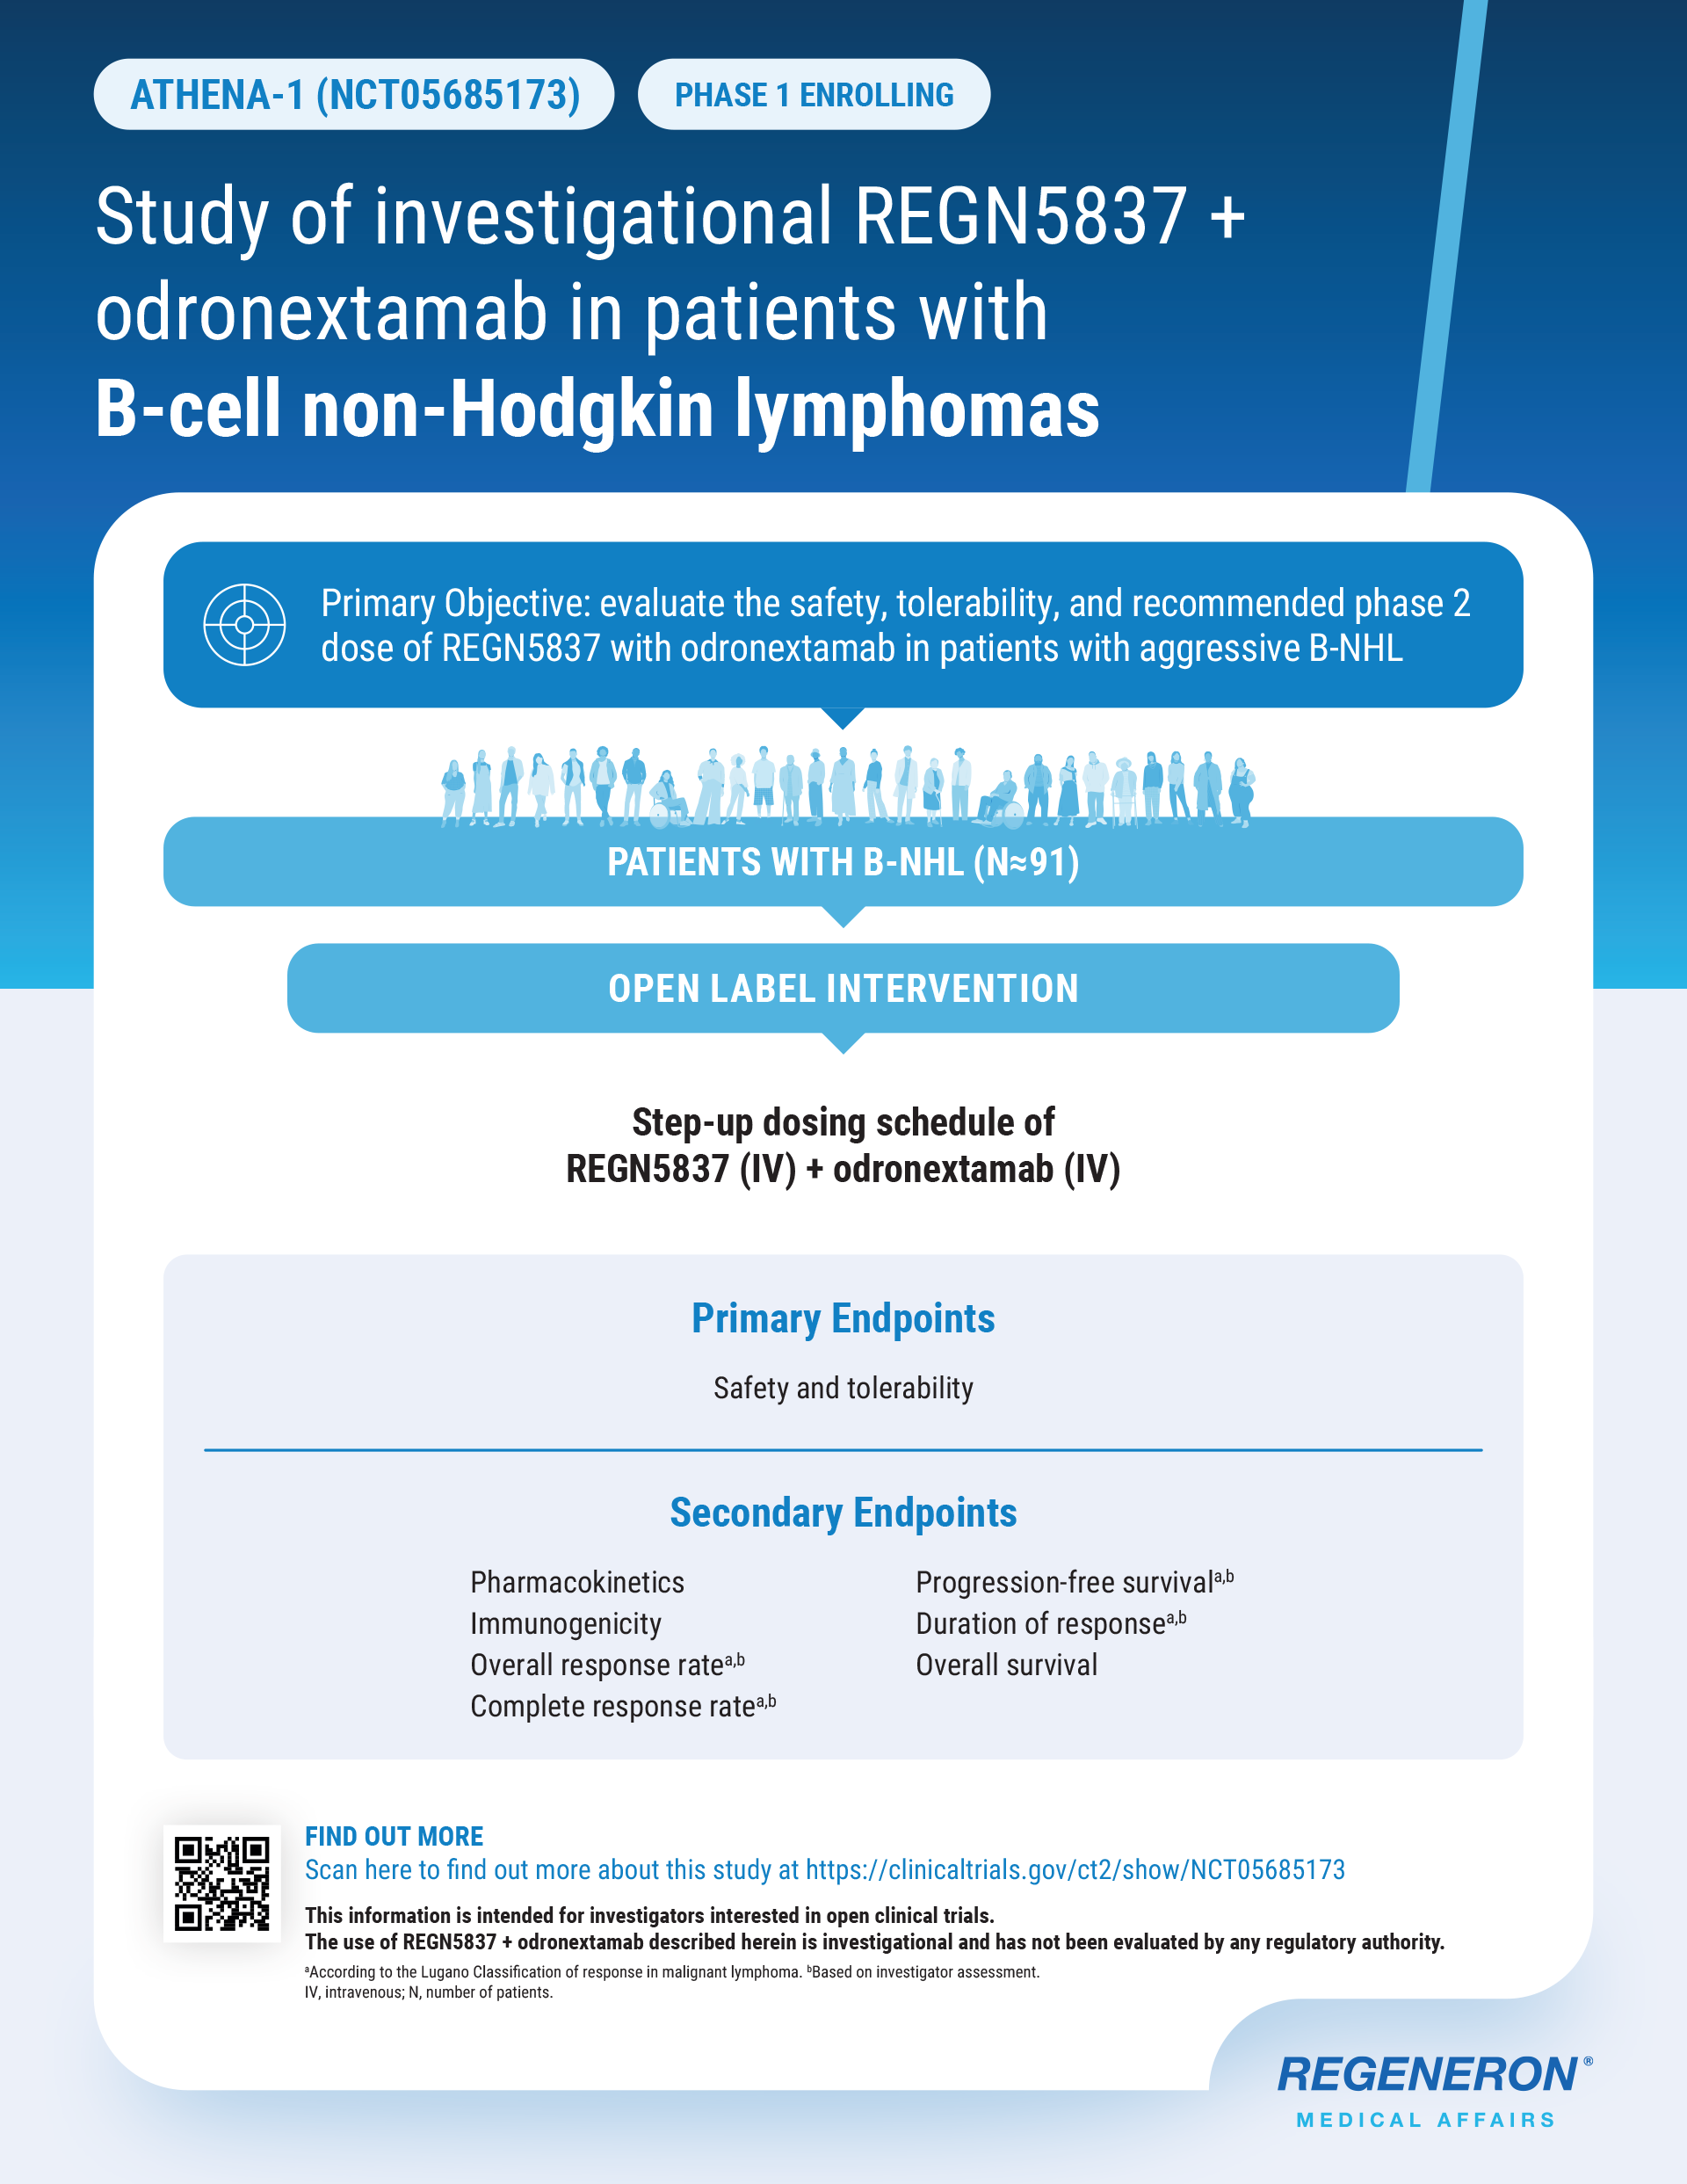 ATHENA-1 (NCT05685173)
PHASE 1 ENROLLING
Study of investigational REGN5837 +
odronextamab in patients with
B-cell non-Hodgkin lymphomas
Primary Objective: evaluate the safety, tolerability, and recommended phase 2
dose of REGN5837 with odronextamab in patients with aggressive B-NHL
PATIENTS WITH B-NHL (N≈91)
OPEN LABEL INTERVENTION
Step-up dosing schedule of
REGN5837 (IV) + odronextamab (IV)
Primary Endpoints
Safety and tolerability
Secondary Endpoints
Pharmacokinetics
Immunogenicity
Overall response rateᵃ,ᵇ
Complete response rateᵃ,ᵇ
Progression-free survivalᵃ,ᵇ
Duration of responseᵃ,ᵇ
Overall survival
FIND OUT MORE
Scan here to find out more about this study at https://clinicaltrials.gov/ct2/show/NCT05685173
This information is intended for investigators interested in open clinical trials.
The use of REGN5837 + odronextamab described herein is investigational and has not been evaluated by any regulatory authority.
ᵃAccording to the Lugano Classification of response in malignant lymphoma. ᵇBased on investigator assessment.
IV, intravenous; N, number of patients.
REGENERON®
MEDICAL AFFAIRS